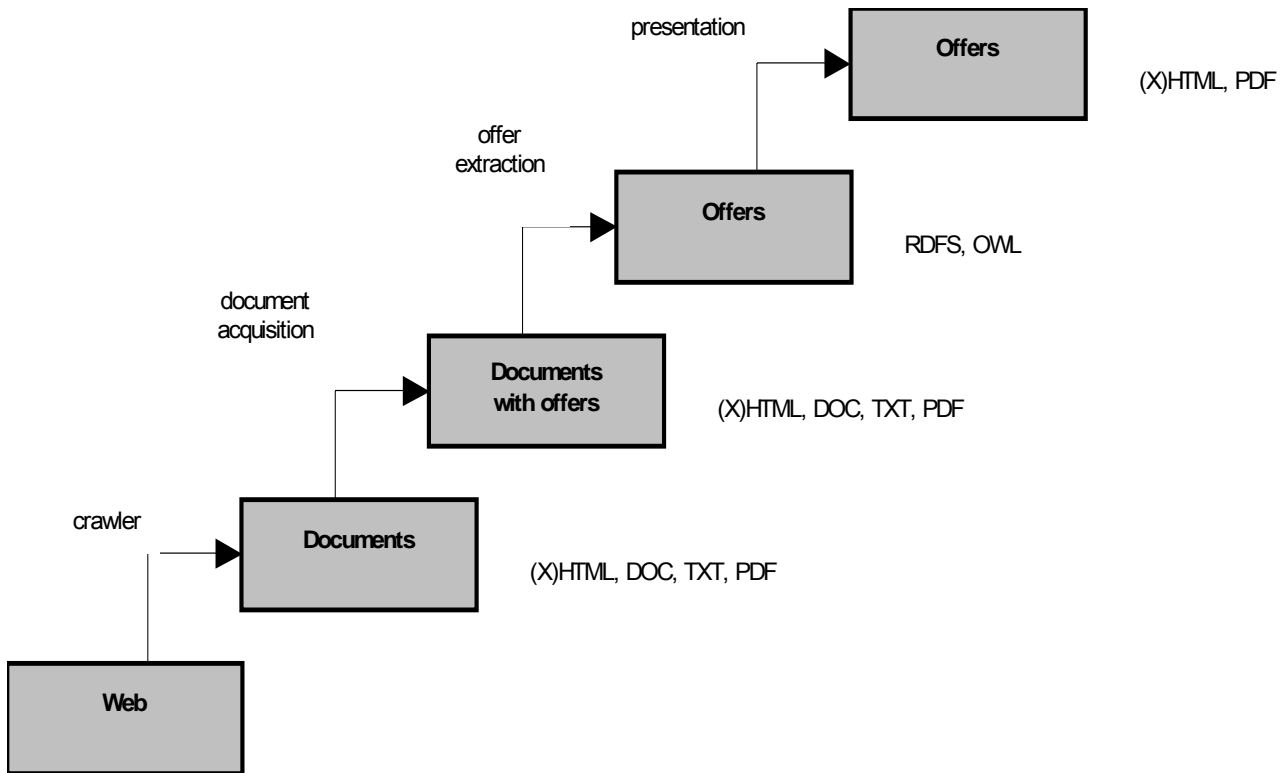 presentation
Offers
(X)HTML, PDF
offer
extraction
Offers
RDFS, OWL
document
acquisition
Documents
with offers
(X)HTML, DOC, TXT, PDF
crawler
Documents
(X)HTML, DOC, TXT, PDF
Web